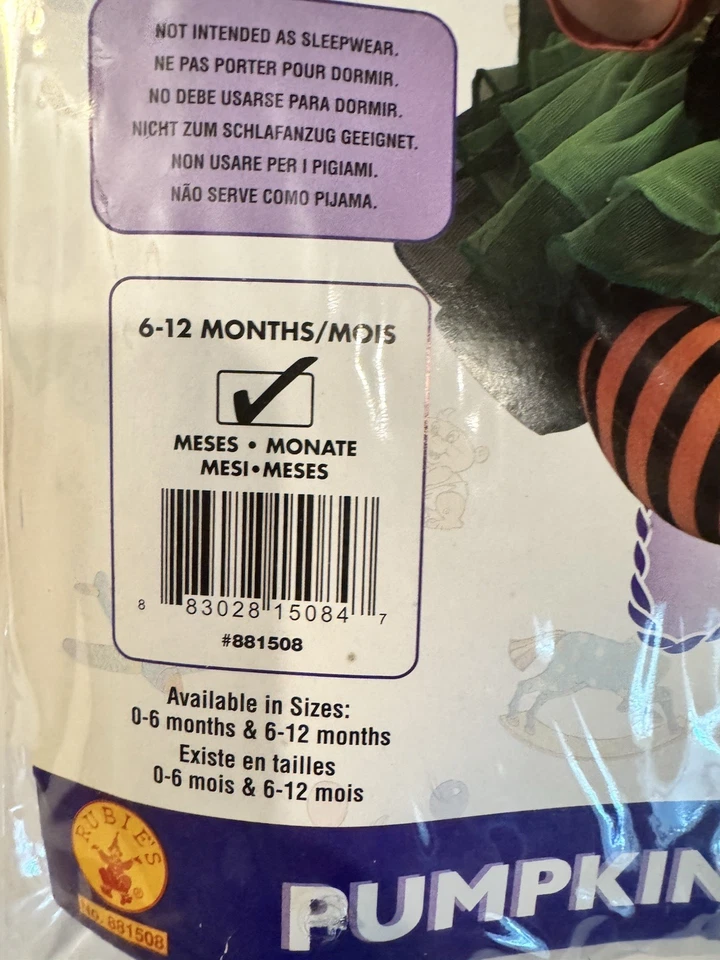 NOT INTENDED AS SLEEPWEAR.
NE PAS PORTER POUR DORMIR.
NO DEBE USARSE PARA DORMIR.
NICHT ZUM SCHLAFANZUG GEEIGNET.
NON USARE PER I PIGIAMI.
NÃO SERVE COMO PIJAMA.
6-12 MONTHS/MOIS
MESES • MONATE
MESI•MESES
8 83028 15084 7
#881508
Available in Sizes:
0-6 months & 6-12 months
Existe en tailles
0-6 mois & 6-12 mois
RUBIE'S
®
No. 881508
PUMPKIN